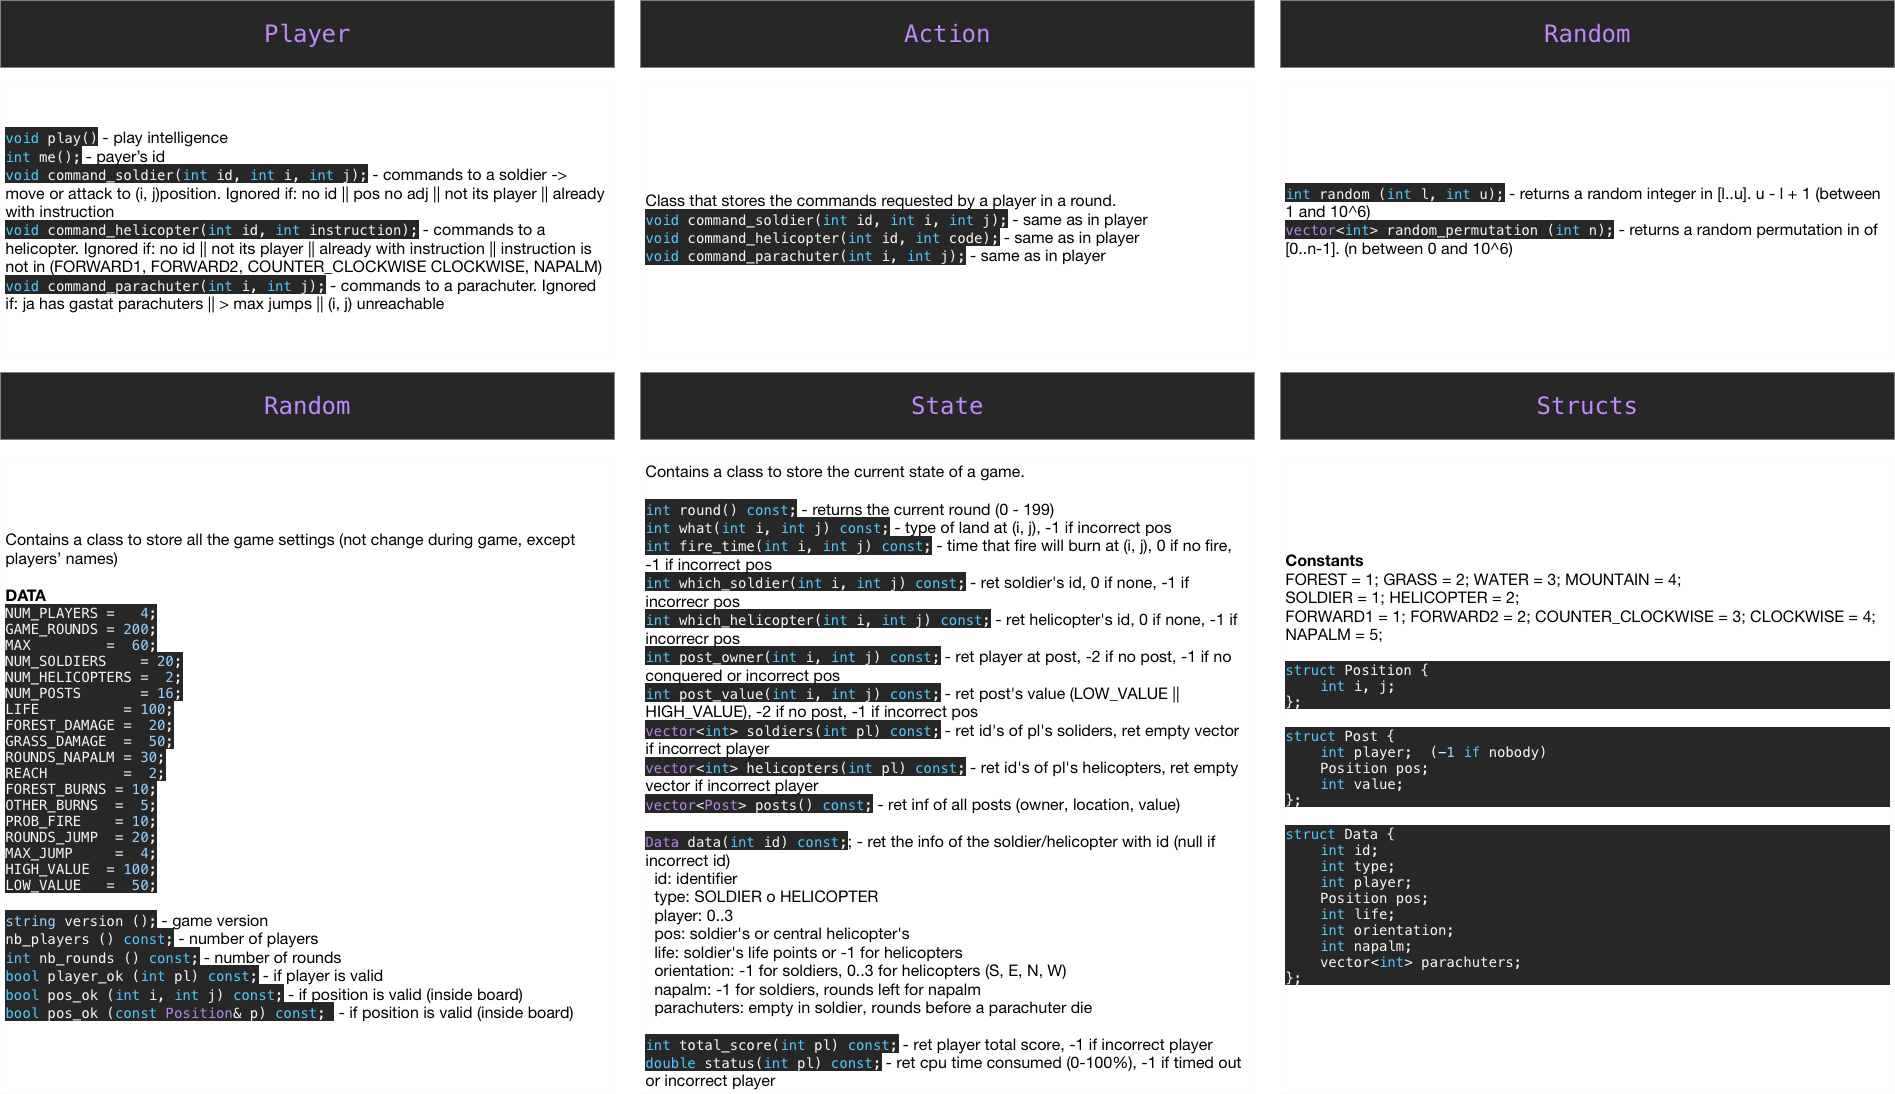 Player
void play() - play intelligence
int me(); - payer's id
void command_soldier(int id, int i, int j); - commands to a soldier ->
move or attack to (i, j)position. Ignored if: no id || pos no adj || not its player || already
with instruction
void command_helicopter(int id, int instruction); - commands to a
helicopter. Ignored if: no id || not its player || already with instruction || instruction is
not in (FORWARD1, FORWARD2, COUNTER_CLOCKWISE CLOCKWISE, NAPALM)
void command_parachuter(int i, int j); - commands to a parachuter. Ignored
if: ja has gastat parachuters || > max jumps || (i, j) unreachable
Action
Class that stores the commands requested by a player in a round.
void command_soldier(int id, int i, int j); - same as in player
void command_helicopter(int id, int code); - same as in player
void command_parachuter(int i, int j); - same as in player
Random
int random (int l, int u); - returns a random integer in [l..u]. u - l + 1 (between
1 and 10^6)
vector<int> random_permutation (int n); - returns a random permutation in of
[0..n-1]. (n between 0 and 10^6)
Random
Contains a class to store all the game settings (not change during game, except
players' names)
DATA
NUM_PLAYERS =   4;
GAME_ROUNDS = 200;
MAX         =  60;
NUM_SOLDIERS    = 20;
NUM_HELICOPTERS =  2;
NUM_POSTS       = 16;
LIFE          = 100;
FOREST_DAMAGE =  20;
GRASS_DAMAGE  =  50;
ROUNDS_NAPALM = 30;
REACH         =  2;
FOREST_BURNS = 10;
OTHER_BURNS  =  5;
PROB_FIRE    = 10;
ROUNDS_JUMP  = 20;
MAX_JUMP     =  4;
HIGH_VALUE  = 100;
LOW_VALUE   =  50;
string version (); - game version
nb_players () const; - number of players
int nb_rounds () const; - number of rounds
bool player_ok (int pl) const; - if player is valid
bool pos_ok (int i, int j) const; - if position is valid (inside board)
bool pos_ok (const Position& p) const;  - if position is valid (inside board)
State
Contains a class to store the current state of a game.
int round() const; - returns the current round (0 - 199)
int what(int i, int j) const; - type of land at (i, j), -1 if incorrect pos
int fire_time(int i, int j) const; - time that fire will burn at (i, j), 0 if no fire,
-1 if incorrect pos
int which_soldier(int i, int j) const; - ret soldier's id, 0 if none, -1 if
incorrecr pos
int which_helicopter(int i, int j) const; - ret helicopter's id, 0 if none, -1 if
incorrecr pos
int post_owner(int i, int j) const; - ret player at post, -2 if no post, -1 if no
conquered or incorrect pos
int post_value(int i, int j) const; - ret post's value (LOW_VALUE ||
HIGH_VALUE), -2 if no post, -1 if incorrect pos
vector<int> soldiers(int pl) const; - ret id's of pl's soliders, ret empty vector
if incorrect player
vector<int> helicopters(int pl) const; - ret id's of pl's helicopters, ret empty
vector if incorrect player
vector<Post> posts() const; - ret inf of all posts (owner, location, value)
Data data(int id) const;; - ret the info of the soldier/helicopter with id (null if
incorrect id)
id: identifier
type: SOLDIER o HELICOPTER
player: 0..3
pos: soldier's or central helicopter's
life: soldier's life points or -1 for helicopters
orientation: -1 for soldiers, 0..3 for helicopters (S, E, N, W)
napalm: -1 for soldiers, rounds left for napalm
parachuters: empty in soldier, rounds before a parachuter die
int total_score(int pl) const; - ret player total score, -1 if incorrect player
double status(int pl) const; - ret cpu time consumed (0-100%), -1 if timed out
or incorrect player
Structs
Constants
FOREST = 1; GRASS = 2; WATER = 3; MOUNTAIN = 4;
SOLDIER = 1; HELICOPTER = 2;
FORWARD1 = 1; FORWARD2 = 2; COUNTER_CLOCKWISE = 3; CLOCKWISE = 4;
NAPALM = 5;
struct Position {
int i, j;
};
struct Post {
int player;  (-1 if nobody)
Position pos;
int value;
};
struct Data {
int id;
int type;
int player;
Position pos;
int life;
int orientation;
int napalm;
vector<int> parachuters;
};